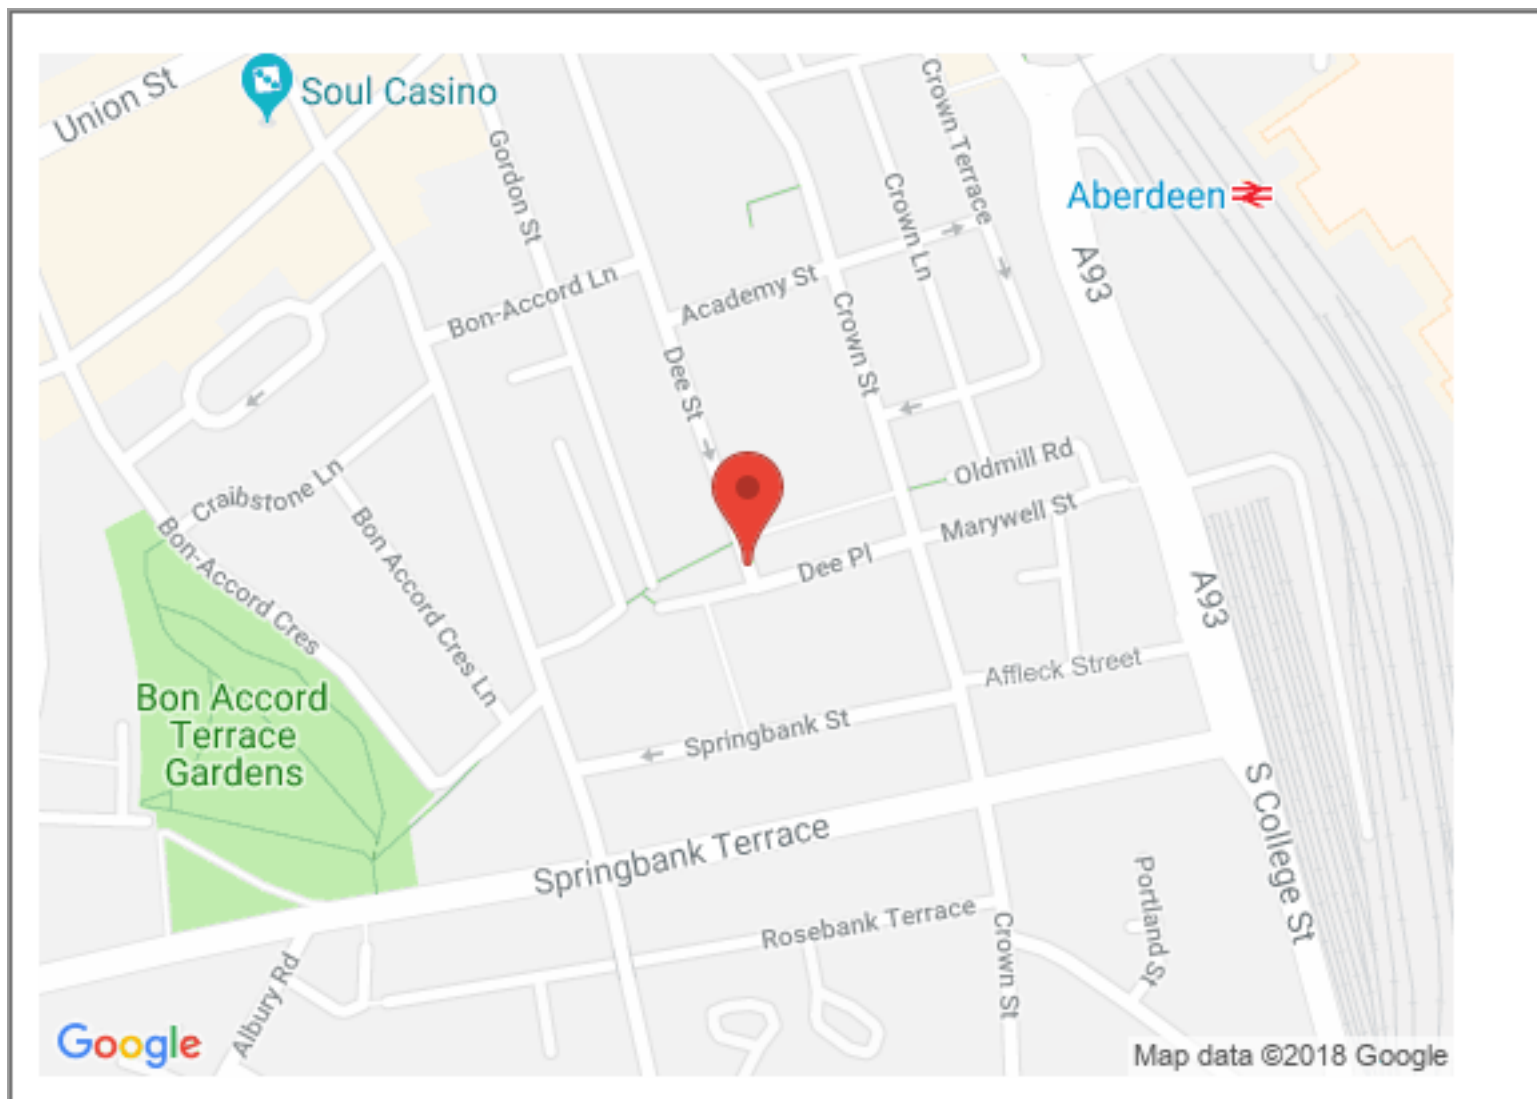 Union St
Soul Casino
Gordon St
Crown Terrace
Crown Ln
Aberdeen
A93
Bon-Accord Ln
Academy St
Crown St
Dee St
Craibstone Ln
Oldmill Rd
Marywell St
Bon-Accord Cres
Bon Accord Cres Ln
Dee Pl
A93
Affleck Street
Bon Accord
Terrace
Gardens
Springbank St
S College St
Springbank Terrace
Portland St
Rosebank Terrace
Crown St
Albury Rd
Google
Map data ©2018 Google